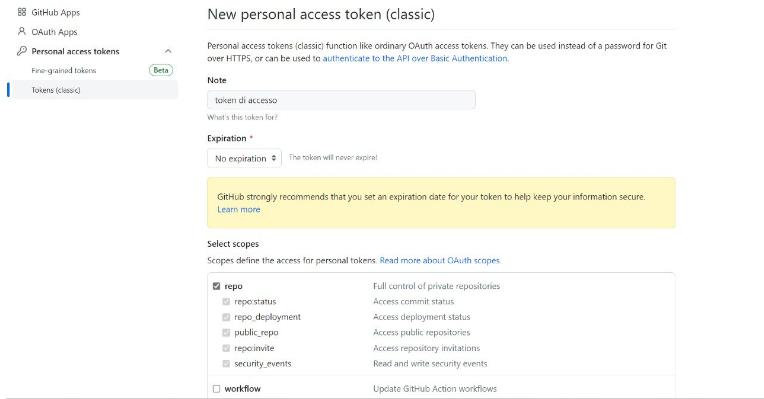 GitHub Apps
OAuth Apps
Personal access tokens
Fine-grained tokens Beta
Tokens (classic)
New personal access token (classic)
Personal access tokens (classic) function like ordinary OAuth access tokens. They can be used instead of a password for Git
over HTTPS, or can be used to authenticate to the API over Basic Authentication.
Note
token di accesso
What's this token for?
Expiration *
No expiration The token will never expire!
GitHub strongly recommends that you set an expiration date for your token to help keep your information secure.
Learn more
Select scopes
Scopes define the access for personal tokens. Read more about OAuth scopes.
repo Full control of private repositories
repo:status Access commit status
repo_deployment Access deployment status
public_repo Access public repositories
repo:invite Access repository invitations
security_events Read and write security events
workflow Update GitHub Action workflows